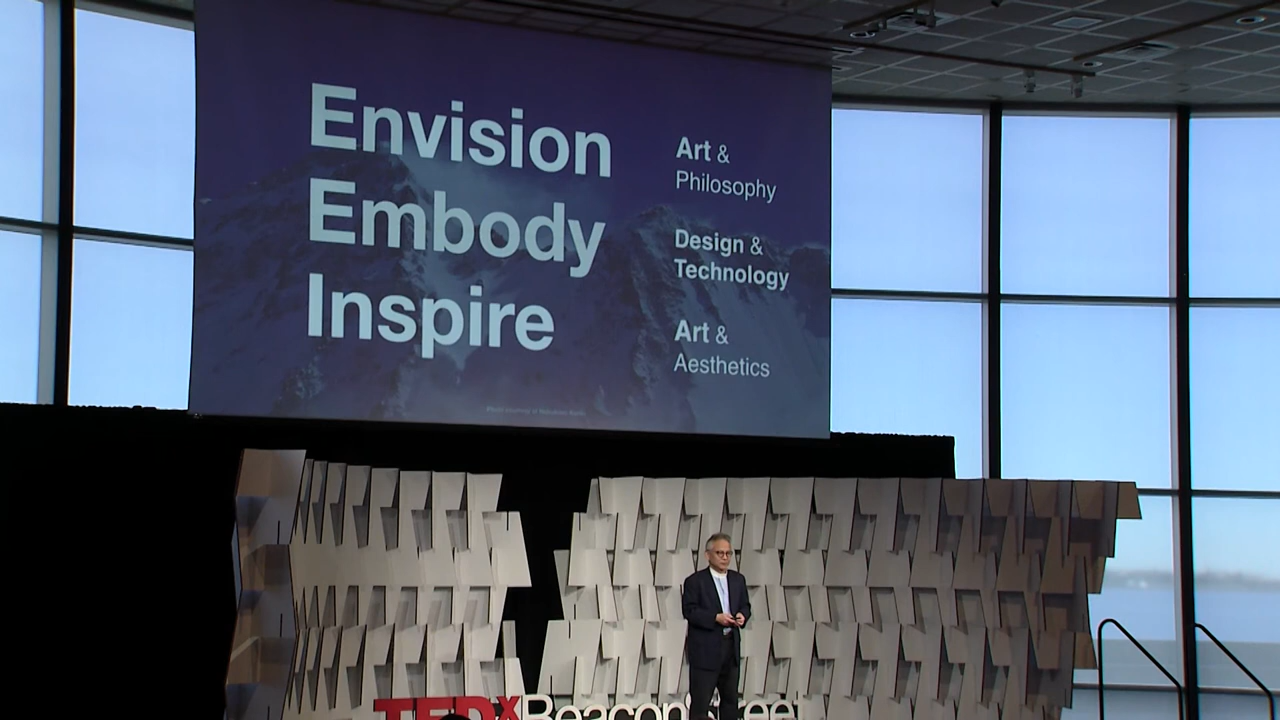 Envision
Embody
Inspire
Art &
Philosophy
Design &
Technology
Art &
Aesthetics
TEDxBeaconStreet